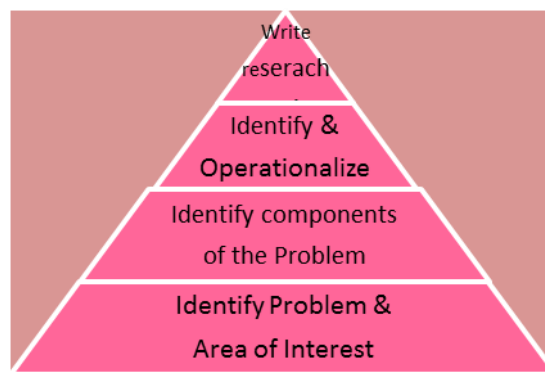 Write
reserach
Identify &
Operationalize
Identify components
of the Problem
Identify Problem &
Area of Interest